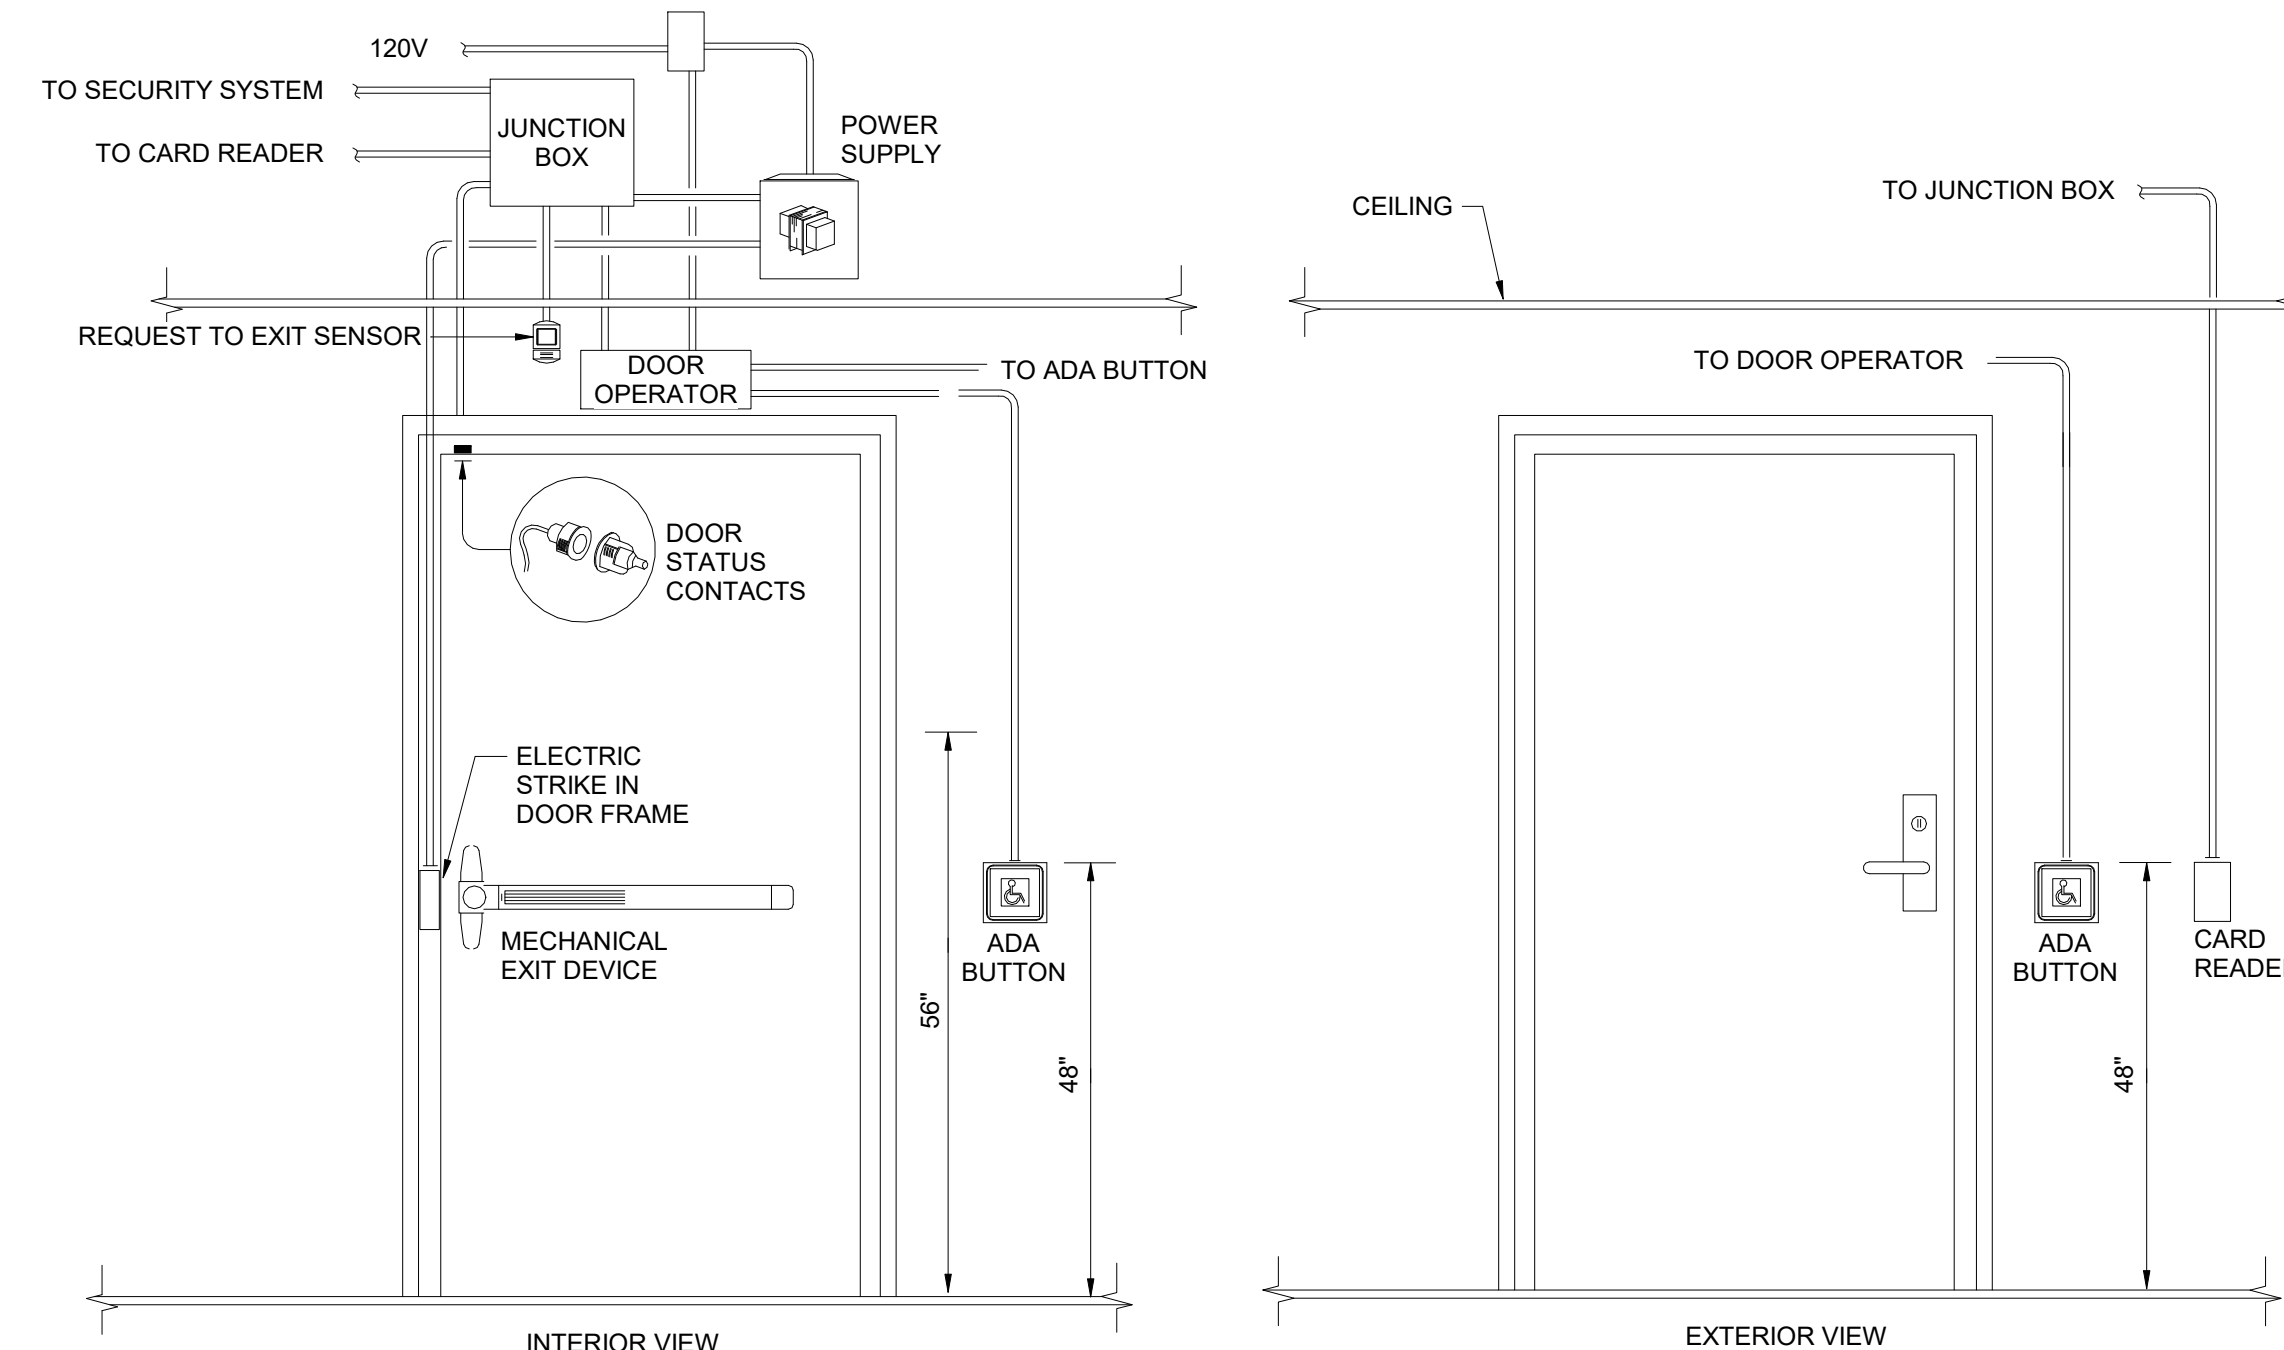 120V
TO SECURITY SYSTEM
JUNCTION
BOX
TO CARD READER
POWER
SUPPLY
REQUEST TO EXIT SENSOR
DOOR
OPERATOR
TO ADA BUTTON
DOOR
STATUS
CONTACTS
ELECTRIC
STRIKE IN
DOOR FRAME
MECHANICAL
EXIT DEVICE
ADA
BUTTON
56"
48"
INTERIOR VIEW
CEILING
TO JUNCTION BOX
TO DOOR OPERATOR
ADA
BUTTON
CARD
READE
48"
EXTERIOR VIEW